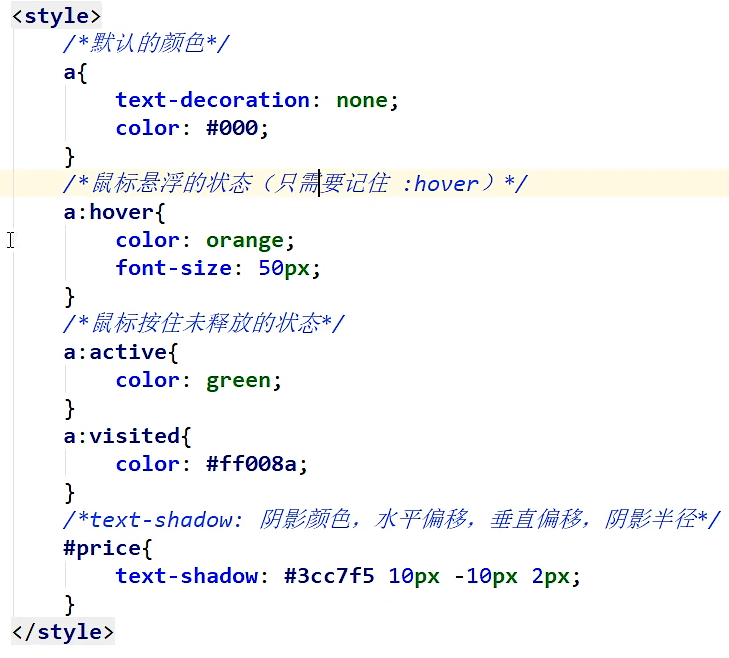 <style>
/*默认的颜色*/
a{
text-decoration: none;
color: #000;
}
/*鼠标悬浮的状态（只需要记住 :hover）*/
a:hover{
color: orange;
font-size: 50px;
}
/*鼠标按住未释放的状态*/
a:active{
color: green;
}
a:visited{
color: #ff008a;
}
/*text-shadow: 阴影颜色，水平偏移，垂直偏移，阴影半径*/
#price{
text-shadow: #3cc7f5 10px -10px 2px;
}
</style>